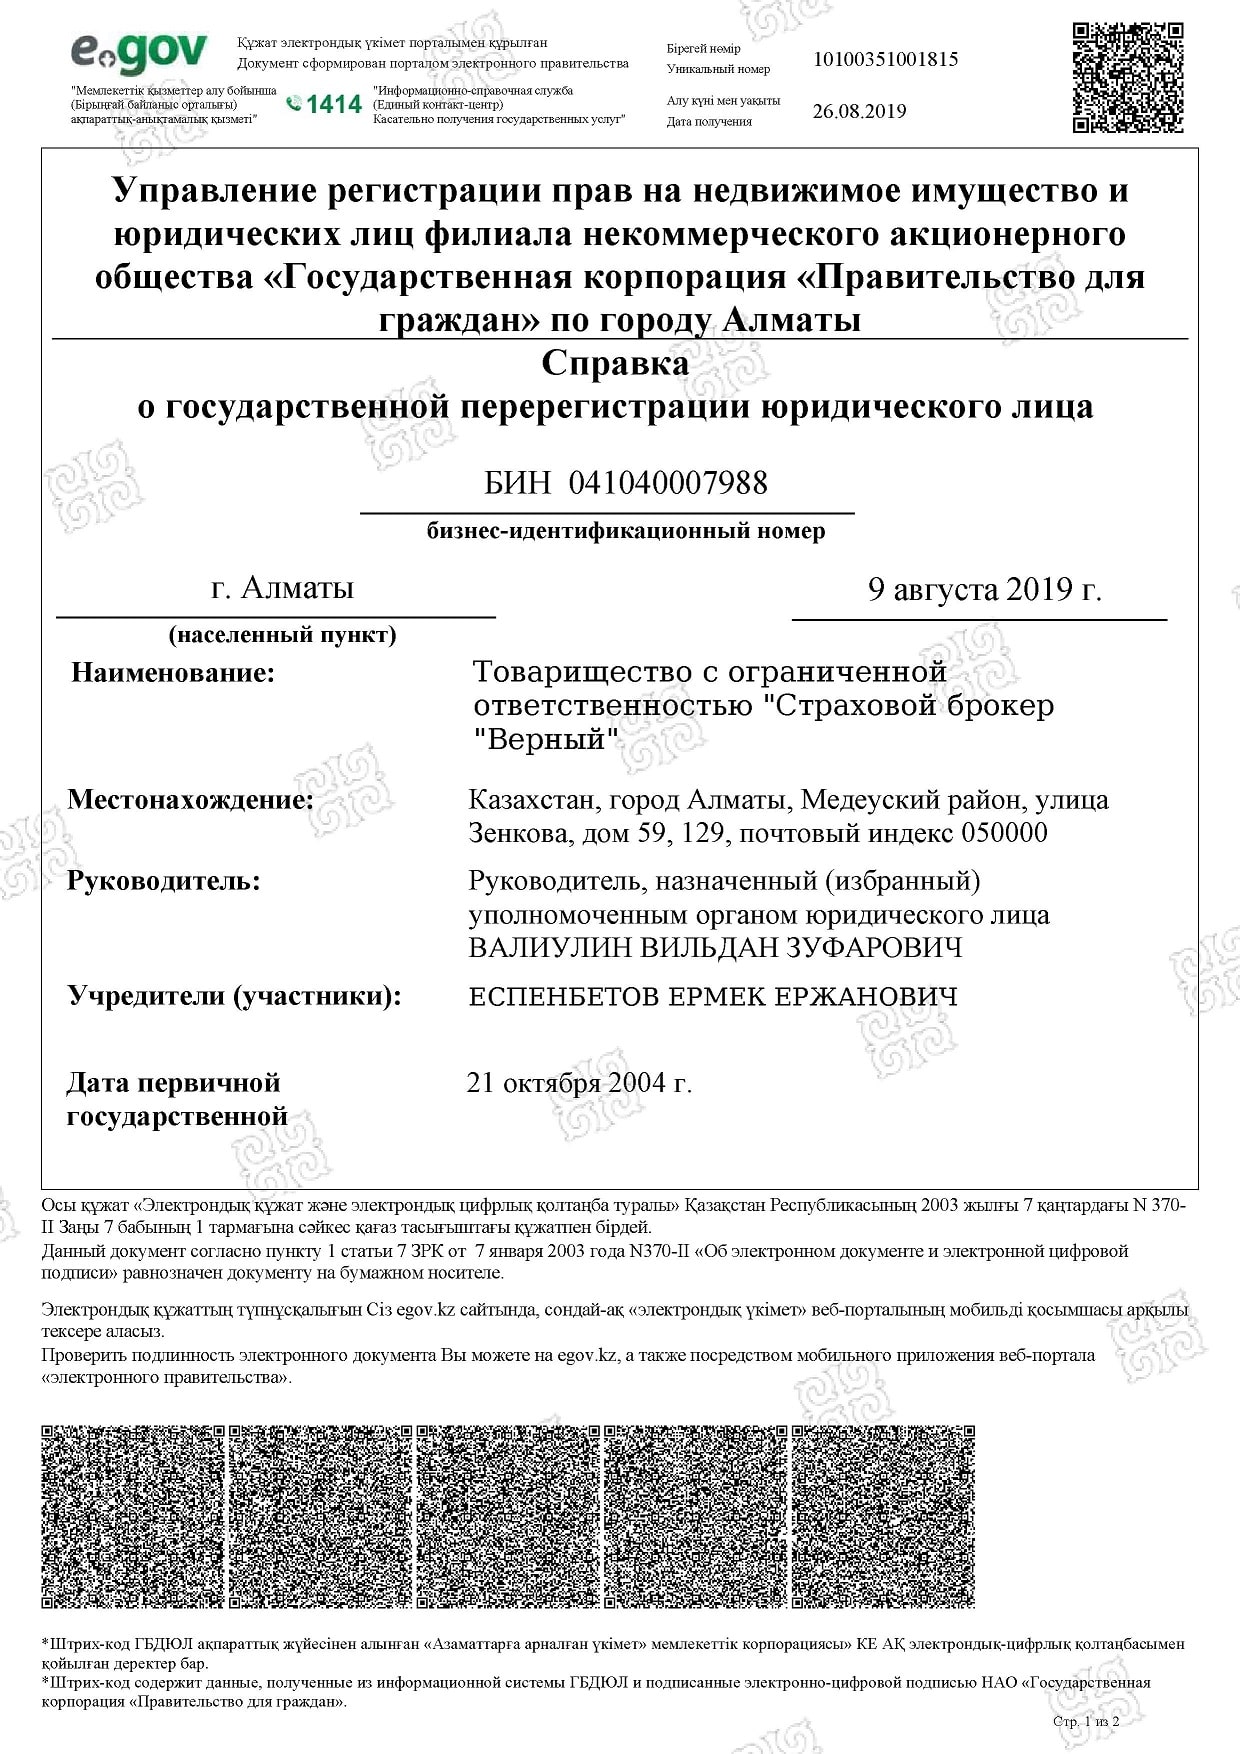 e.gov
Құжат электрондық үкімет порталымен құрылған
Документ сформирован порталом электронного правительства
"Мемлекеттік қызметтер алу бойынша
(Бірыңғай байланыс орталығы)
ақпараттық-анықтамалық қызметі"
1414
"Информационно-справочная служба
(Единый контакт-центр)
Касательно получения государственных услуг"
Бірегей нөмір
Уникальный номер
10100351001815
Алу күні мен уақыты
Дата получения
26.08.2019
Управление регистрации прав на недвижимое имущество и
юридических лиц филиала некоммерческого акционерного
общества «Государственная корпорация «Правительство для
граждан» по городу Алматы
Справка
о государственной перерегистрации юридического лица
БИН 041040007988
бизнес-идентификационный номер
г. Алматы
9 августа 2019 г.
(населенный пункт)
Наименование:
Товарищество с ограниченной
ответственностью "Страховой брокер
"Верный"
Местонахождение:
Казахстан, город Алматы, Медеуский район, улица
Зенкова, дом 59, 129, почтовый индекс 050000
Руководитель:
Руководитель, назначенный (избранный)
уполномоченным органом юридического лица
ВАЛИУЛИН ВИЛЬДАН ЗУФАРОВИЧ
Учредители (участники):
ЕСПЕНБЕТОВ ЕРМЕК ЕРЖАНОВИЧ
Дата первичной
государственной
21 октября 2004 г.
Осы құжат «Электрондық құжат және электрондық цифрлық қолтаңба туралы» Қазақстан Республикасының 2003 жылғы 7 қаңтардағы N 370-
II Заңы 7 бабының 1 тармағына сәйкес қағаз тасығыштағы құжатпен бірдей.
Данный документ согласно пункту 1 статьи 7 ЗРК от 7 января 2003 года N370-II «Об электронном документе и электронной цифровой
подписи» равнозначен документу на бумажном носителе.
Электрондық құжаттың түпнұсқалығын Сіз egov.kz сайтында, сондай-ақ «электрондық үкімет» веб-порталының мобильді қосымшасы арқылы
тексере аласыз.
Проверить подлинность электронного документа Вы можете на egov.kz, а также посредством мобильного приложения веб-портала
«электронного правительства».
*Штрих-код ГБДЮЛ ақпараттық жүйесінен алынған «Азаматтарға арналған үкімет» мемлекеттік корпорациясы» КЕ АҚ электрондық-цифрлық қолтаңбасымен
қойылған деректер бар.
*Штрих-код содержит данные, полученные из информационной системы ГБДЮЛ и подписанные электронно-цифровой подписью НАО «Государственная
корпорация «Правительство для граждан».
Стр. 1 из 2